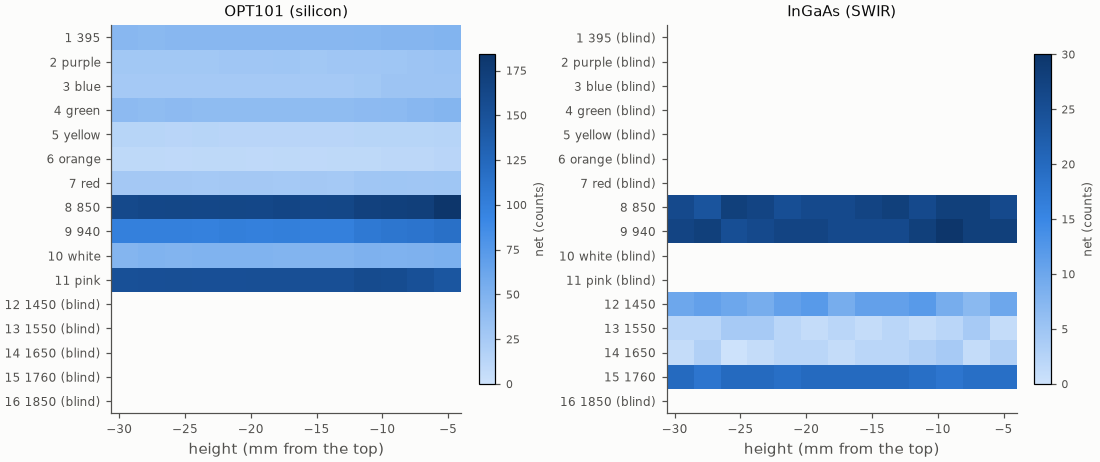 OPT101 (silicon)
1 395
2 purple
3 blue
4 green
5 yellow
6 orange
7 red
8 850
9 940
10 white
11 pink
12 1450 (blind)
13 1550 (blind)
14 1650 (blind)
15 1760 (blind)
16 1850 (blind)
−30 −25 −20 −15 −10 −5
height (mm from the top)
175
150
125
100
75
50
25
0
net (counts)
InGaAs (SWIR)
1 395 (blind)
2 purple (blind)
3 blue (blind)
4 green (blind)
5 yellow (blind)
6 orange (blind)
7 red (blind)
8 850
9 940
10 white (blind)
11 pink (blind)
12 1450
13 1550
14 1650
15 1760
16 1850 (blind)
−30 −25 −20 −15 −10 −5
height (mm from the top)
30
25
20
15
10
5
0
net (counts)